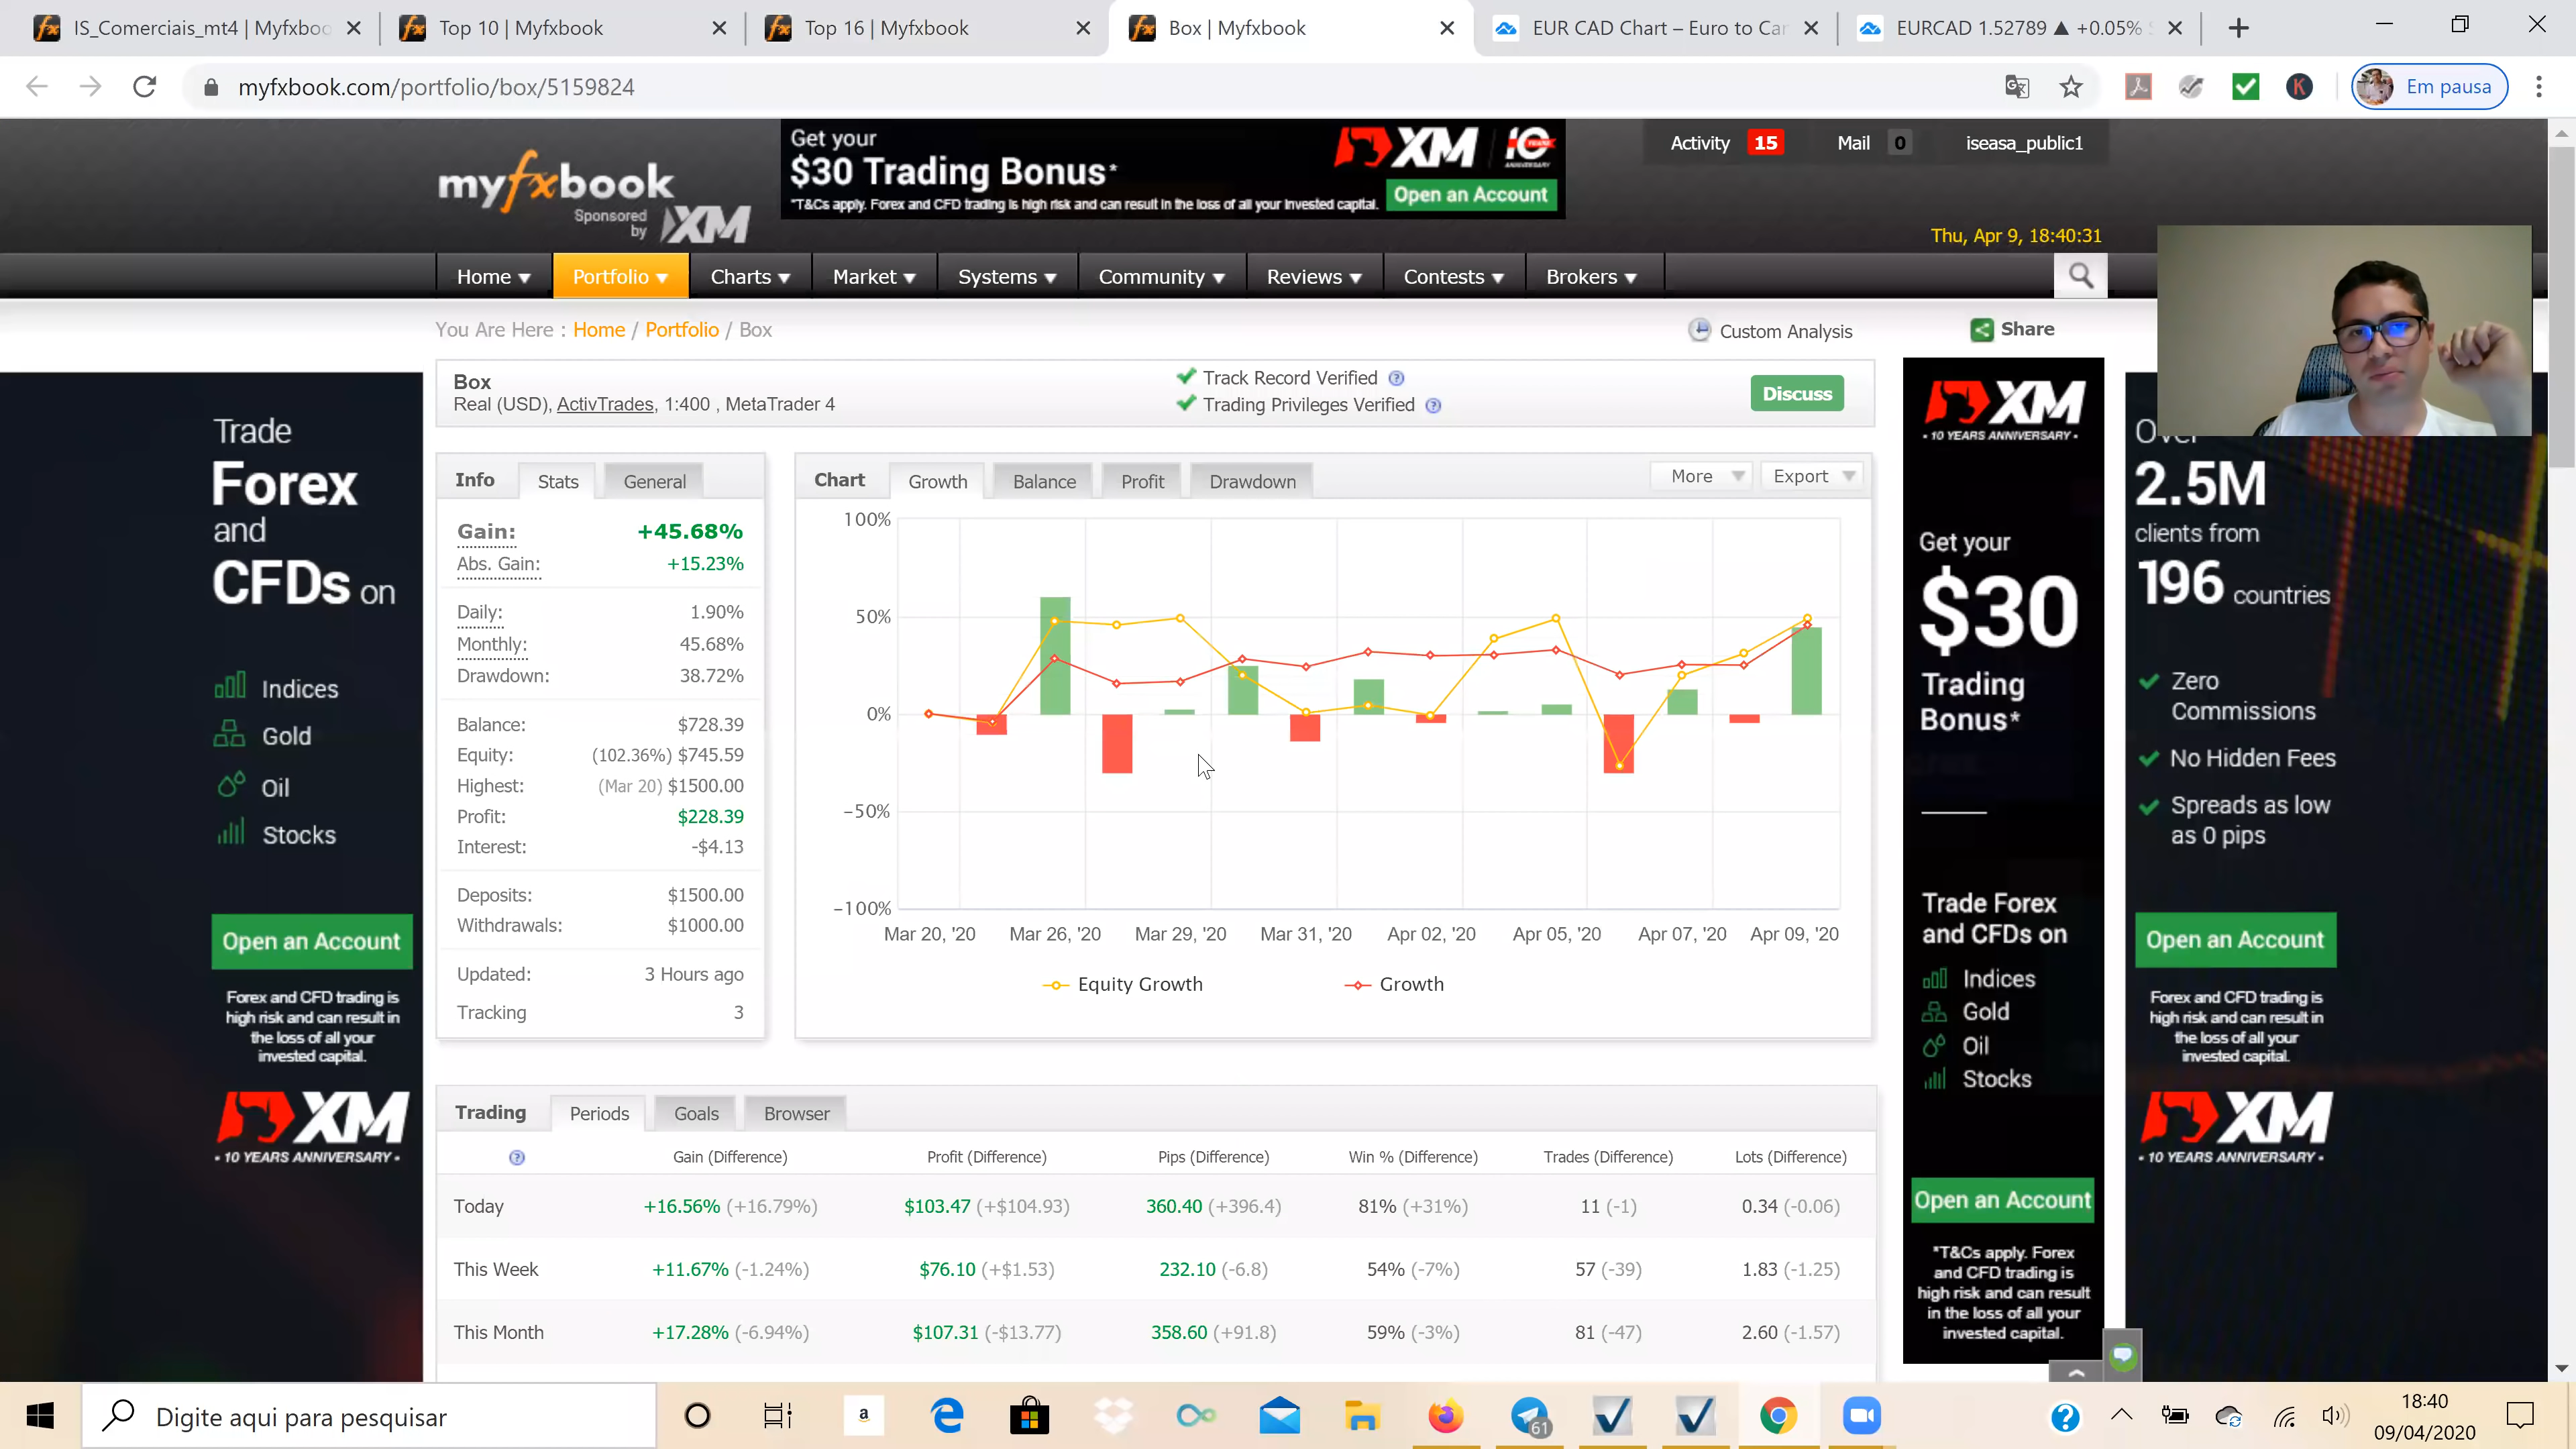 IS_Comerciais_mt4 | Myfxboo
Top 10 | Myfxbook
Top 16 | Myfxbook
Box | Myfxbook
EUR CAD Chart – Euro to Car
EURCAD 1.52789 ▲ +0.05%
myfxbook.com/portfolio/box/5159824
Em pausa
myfxbook
Sponsored
by XM
Get your
$30 Trading Bonus*
*T&Cs apply. Forex and CFD trading is high risk and can result in the loss of all your invested capital.
XM
10
ANNIVERSARY
Open an Account
Activity 15
Mail 0
iseasa_public1
Thu, Apr 9, 18:40:31
Home ▼
Portfolio ▼
Charts ▼
Market ▼
Systems ▼
Community ▼
Reviews ▼
Contests ▼
Brokers ▼
You Are Here : Home / Portfolio / Box
Custom Analysis
Share
Box
Real (USD), ActivTrades, 1:400 , MetaTrader 4
Track Record Verified
Trading Privileges Verified
Discuss
Info Stats General
Gain: +45.68%
Abs. Gain: +15.23%
Daily: 1.90%
Monthly: 45.68%
Drawdown: 38.72%
Balance: $728.39
Equity: (102.36%) $745.59
Highest: (Mar 20) $1500.00
Profit: $228.39
Interest: -$4.13
Deposits: $1500.00
Withdrawals: $1000.00
Updated: 3 Hours ago
Tracking 3
Chart Growth Balance Profit Drawdown
More Export
100%
50%
0%
−50%
−100%
Mar 20, '20 Mar 26, '20 Mar 29, '20 Mar 31, '20 Apr 02, '20 Apr 05, '20 Apr 07, '20 Apr 09, '20
Equity Growth Growth
Trading Periods Goals Browser
Gain (Difference) Profit (Difference) Pips (Difference) Win % (Difference) Trades (Difference) Lots (Difference)
Today +16.56% (+16.79%) $103.47 (+$104.93) 360.40 (+396.4) 81% (+31%) 11 (-1) 0.34 (-0.06)
This Week +11.67% (-1.24%) $76.10 (+$1.53) 232.10 (-6.8) 54% (-7%) 57 (-39) 1.83 (-1.25)
This Month +17.28% (-6.94%) $107.31 (-$13.77) 358.60 (+91.8) 59% (-3%) 81 (-47) 2.60 (-1.57)
Trade
Forex
and
CFDs on
Indices
Gold
Oil
Stocks
Open an Account
Forex and CFD trading is
high risk and can result in
the loss of all your
invested capital.
XM
• 10 YEARS ANNIVERSARY •
XM
• 10 YEARS ANNIVERSARY •
Get your
$30
Trading
Bonus*
Trade Forex
and CFDs on
Indices
Gold
Oil
Stocks
Open an Account
*T&Cs apply. Forex
and CFD trading is
high risk and can
result in the loss of all your
invested capital.
Over
2.5M
clients from
196 countries
Zero
Commissions
No Hidden Fees
Spreads as low
as 0 pips
Open an Account
Forex and CFD trading is
high risk and can result in
the loss of all your
invested capital.
XM
• 10 YEARS ANNIVERSARY •
Digite aqui para pesquisar
a
61
18:40
09/04/2020